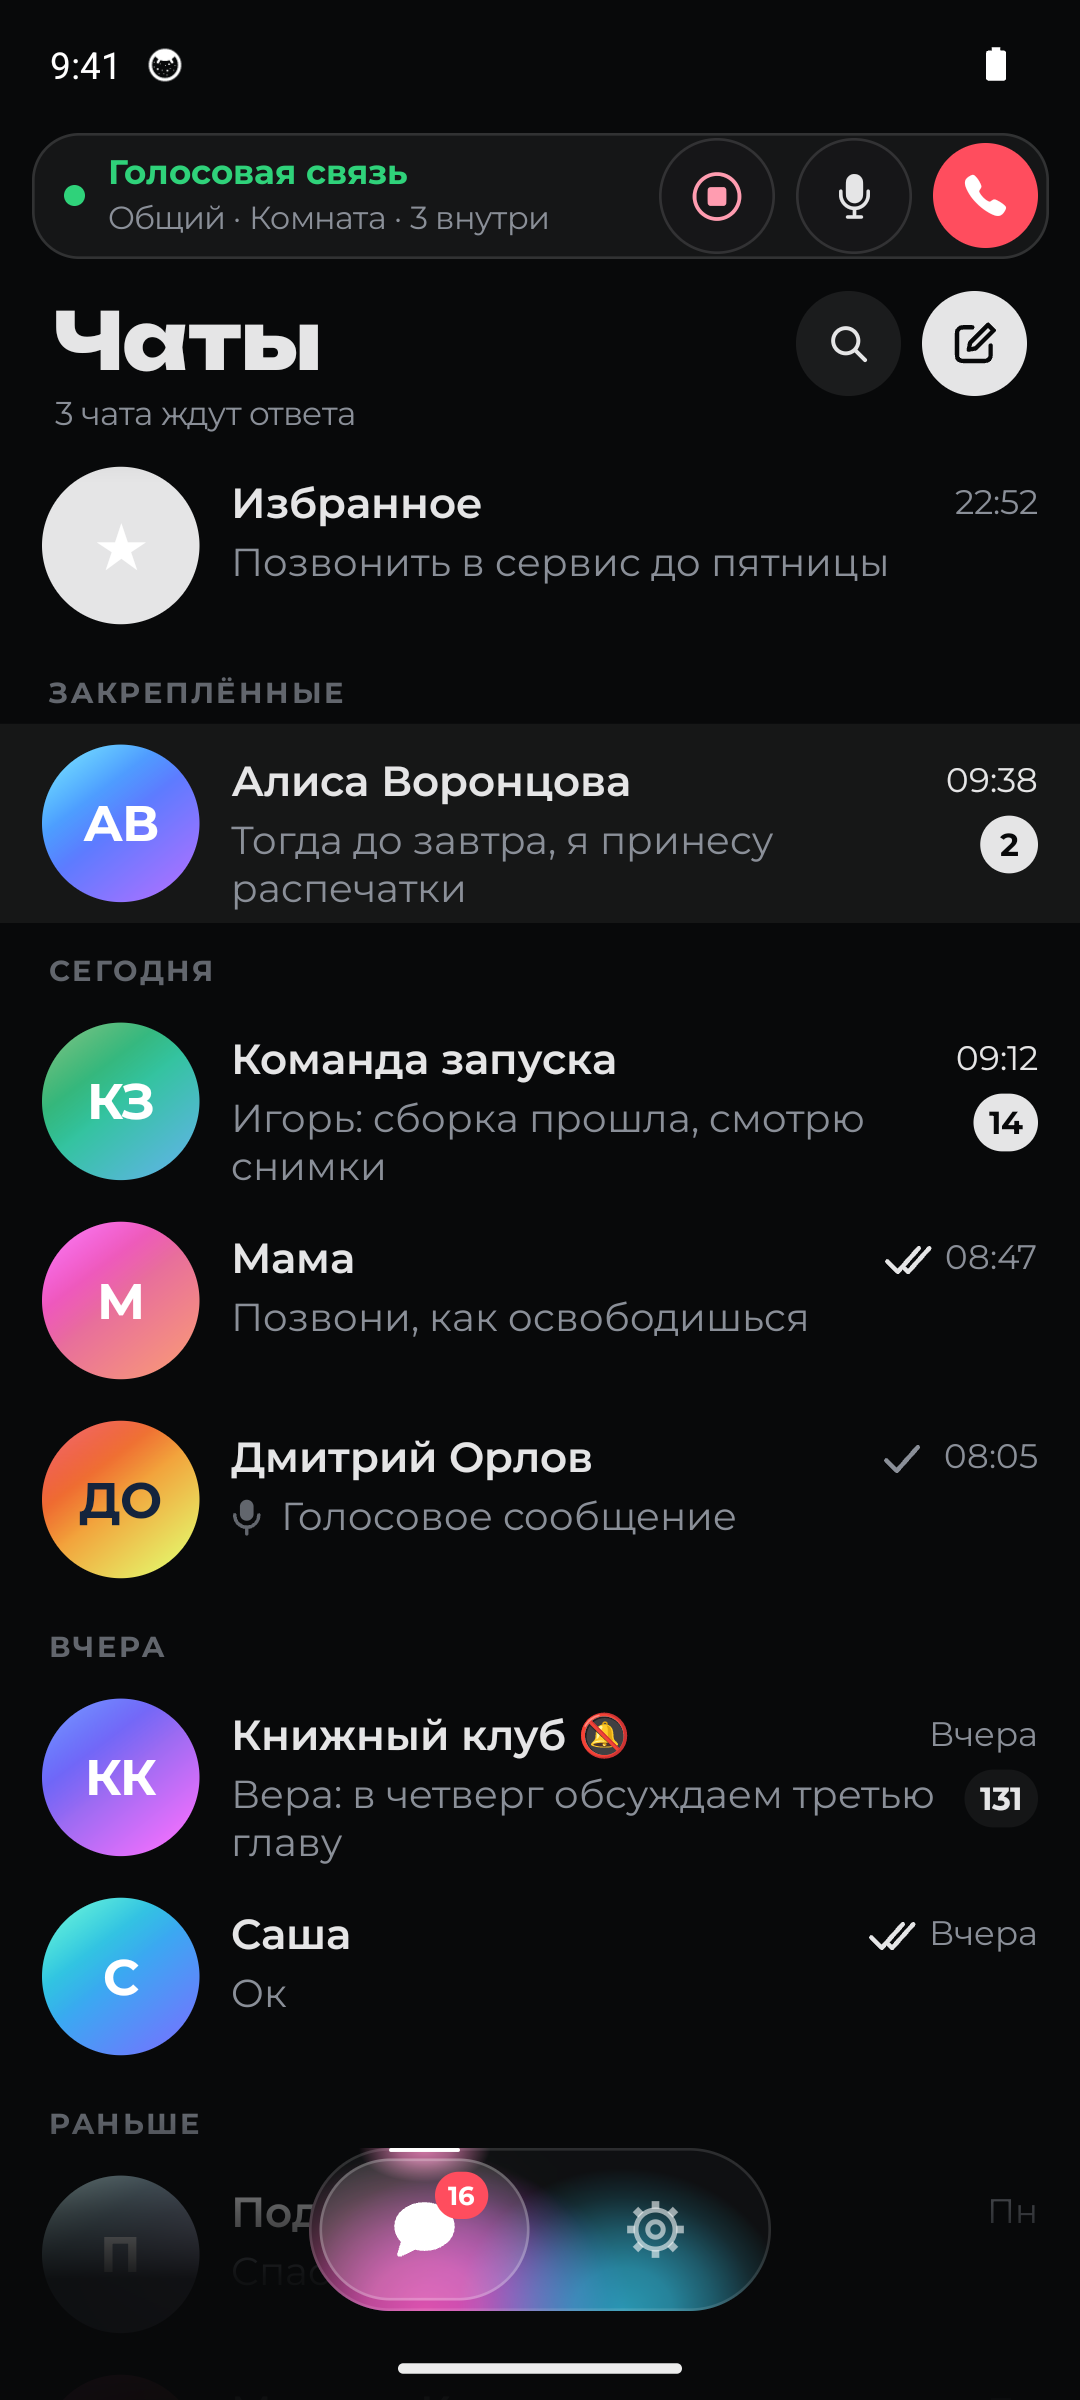 9:41
Голосовая связь
Общий · Комната · 3 внутри
Чаты
3 чата ждут ответа
Избранное
22:52
Позвонить в сервис до пятницы
ЗАКРЕПЛЁННЫЕ
АВ
Алиса Воронцова
09:38
Тогда до завтра, я принесу
распечатки
2
СЕГОДНЯ
КЗ
Команда запуска
09:12
Игорь: сборка прошла, смотрю
снимки
14
М
Мама
08:47
Позвони, как освободишься
ДО
Дмитрий Орлов
08:05
Голосовое сообщение
ВЧЕРА
КК
Книжный клуб
Вчера
Вера: в четверг обсуждаем третью
главу
131
С
Саша
Вчера
Ок
РАНЬШЕ
П
Пн
16